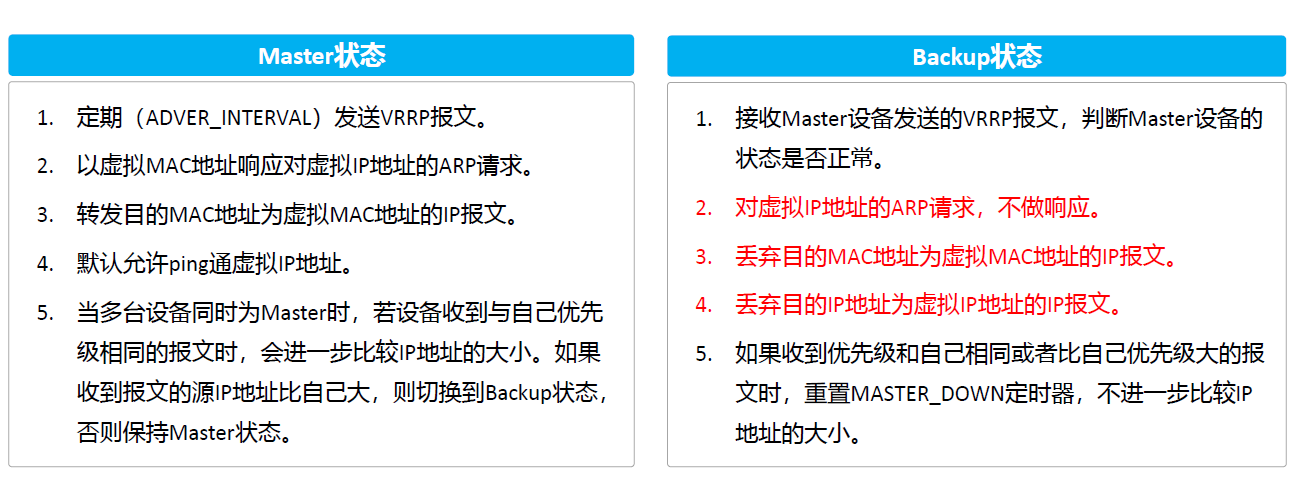 Master状态
1. 定期（ADVER_INTERVAL）发送VRRP报文。
2. 以虚拟MAC地址响应对虚拟IP地址的ARP请求。
3. 转发目的MAC地址为虚拟MAC地址的IP报文。
4. 默认允许ping通虚拟IP地址。
5. 当多台设备同时为Master时，若设备收到与自己优先
级相同的报文时，会进一步比较IP地址的大小。如果
收到报文的源IP地址比自己大，则切换到Backup状态，
否则保持Master状态。
Backup状态
1. 接收Master设备发送的VRRP报文，判断Master设备的
状态是否正常。
2. 对虚拟IP地址的ARP请求，不做响应。
3. 丢弃目的MAC地址为虚拟MAC地址的IP报文。
4. 丢弃目的IP地址为虚拟IP地址的IP报文。
5. 如果收到优先级和自己相同或者比自己优先级大的报
文时，重置MASTER_DOWN定时器，不进一步比较IP
地址的大小。